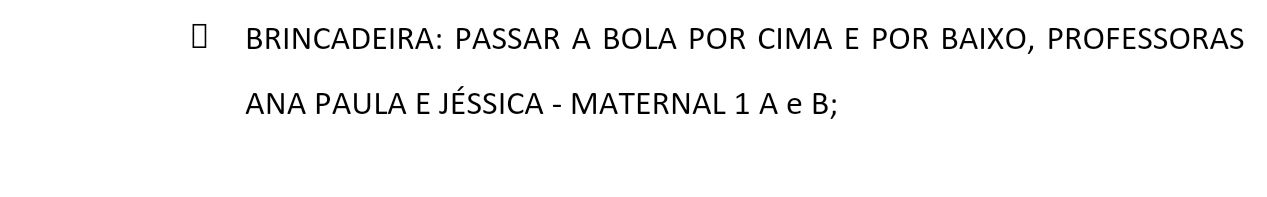 BRINCADEIRA: PASSAR A BOLA POR CIMA E POR BAIXO, PROFESSORAS
ANA PAULA E JÉSSICA - MATERNAL 1 A e B;